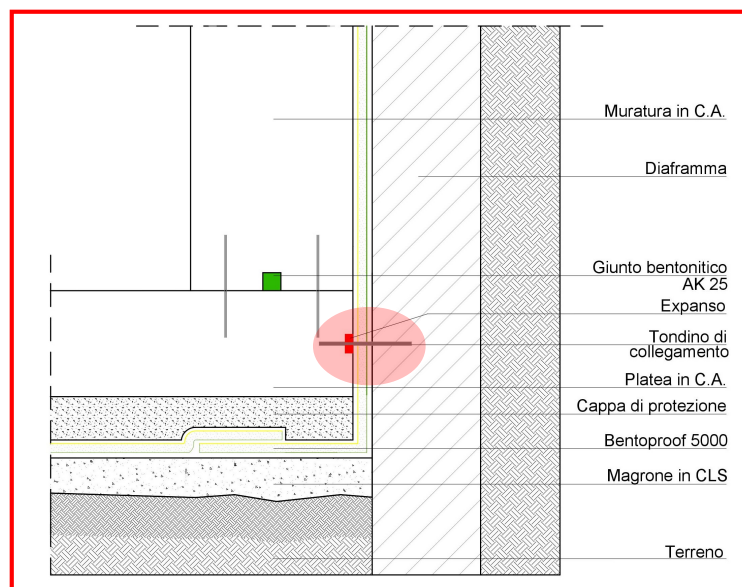 Muratura in C.A.
Diaframma
Giunto bentonitico
AK 25
Expanso
Tondino di
collegamento
Platea in C.A.
Cappa di protezione
Bentoproof 5000
Magrone in CLS
Terreno